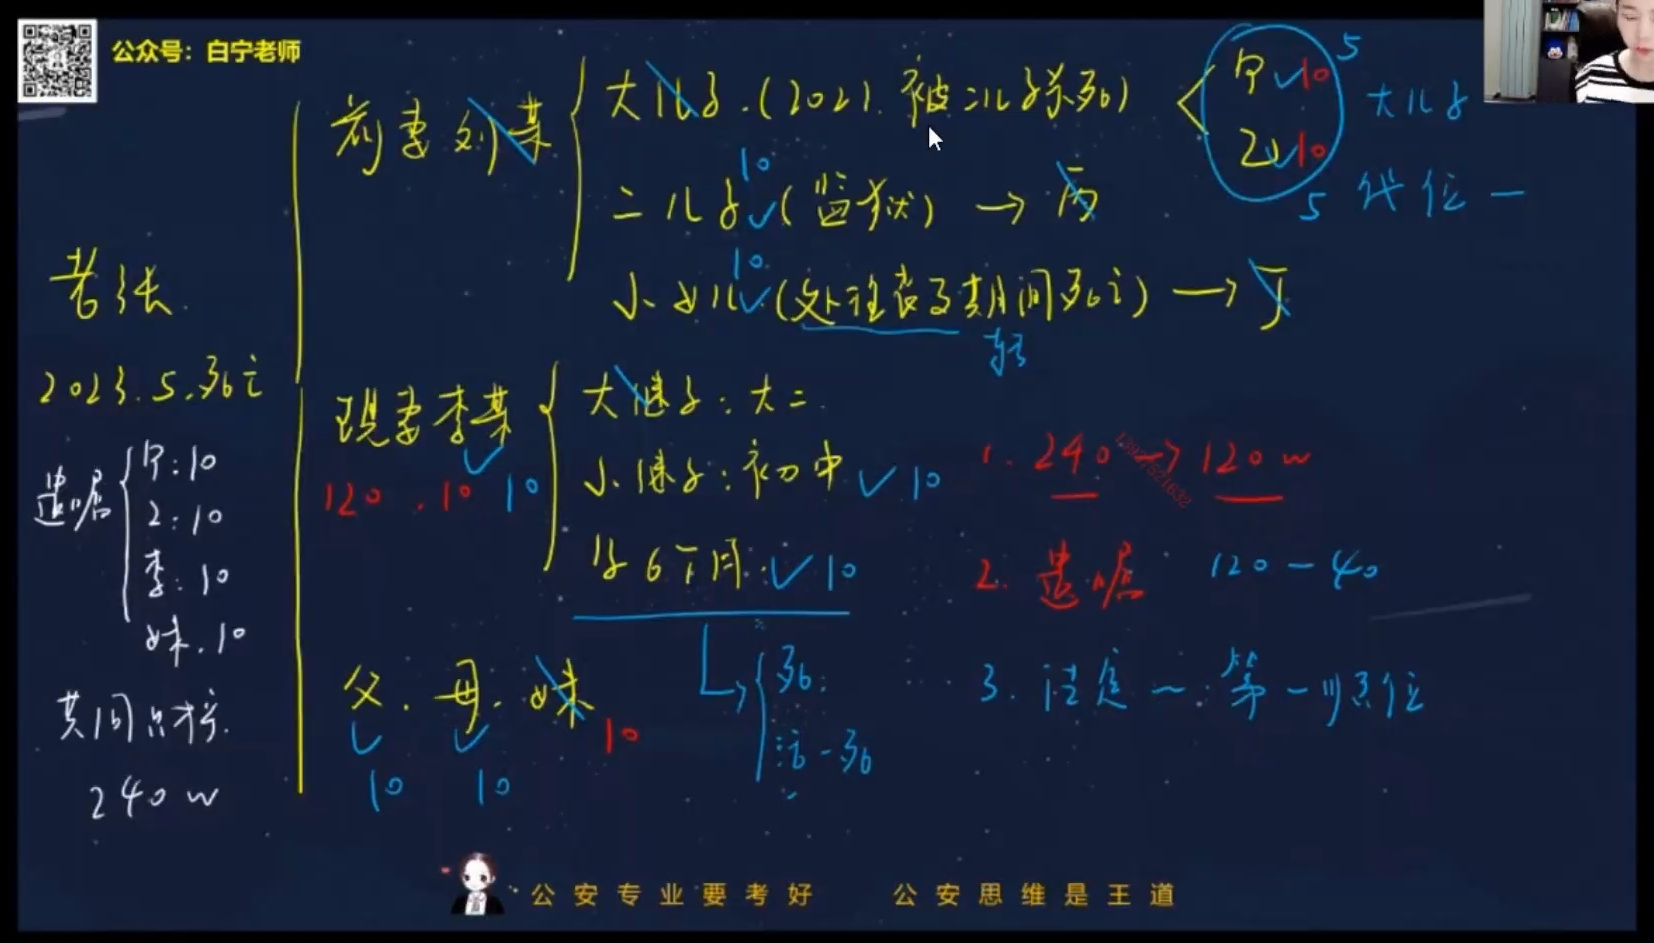 公众号：白宁老师
前妻刘某
大儿子.(2021.被二儿子杀死)
甲√10 5
乙√10 5
大儿子
代位一
二儿子√(监狱)→丙
10
小女儿√(处理丧事期间死亡)→丁
10
老张
2023.5.死亡
遗嘱
甲:10
乙:10
李:10
妹.10
共同财产
240w
现妻李某
√
120 .10 10
大继子:大二
小继子:初中√10
孕6个月.√10
死:
活-死
父.母.妹
√ √
10 10 10
1.240→120w
13927521632
2.遗嘱 120-40
3.法定~:第一顺位
公安专业要考好 公安思维是王道